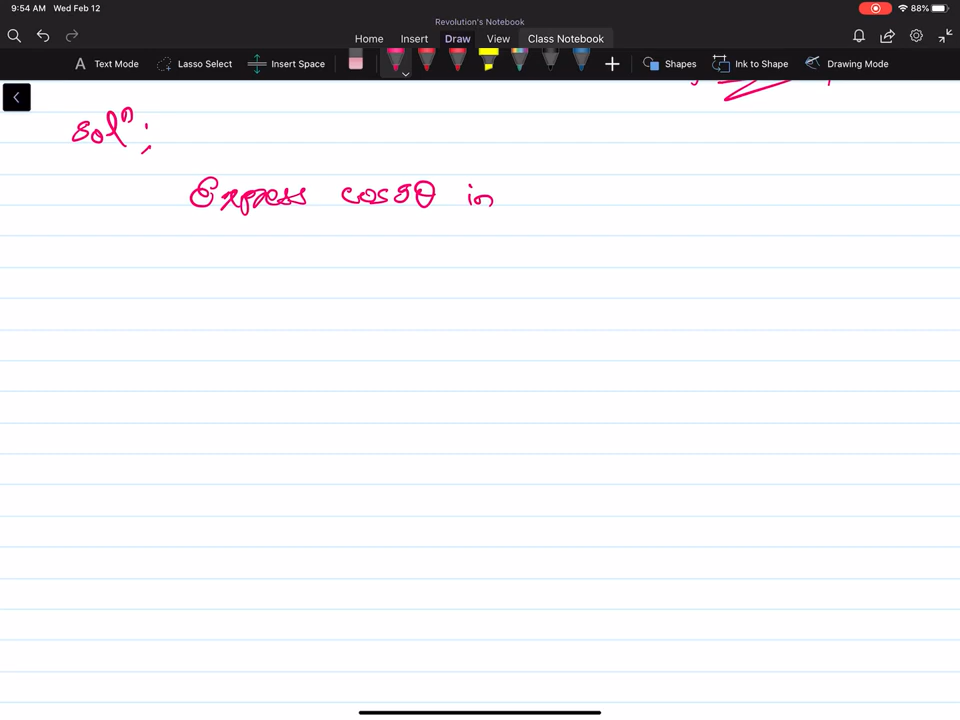 9:54 AM Wed Feb 12
88%
Revolution's Notebook
Home Insert Draw View Class Notebook
Text Mode Lasso Select Insert Space Shapes Ink to Shape Drawing Mode
Solⁿ;
Express cos5θ in